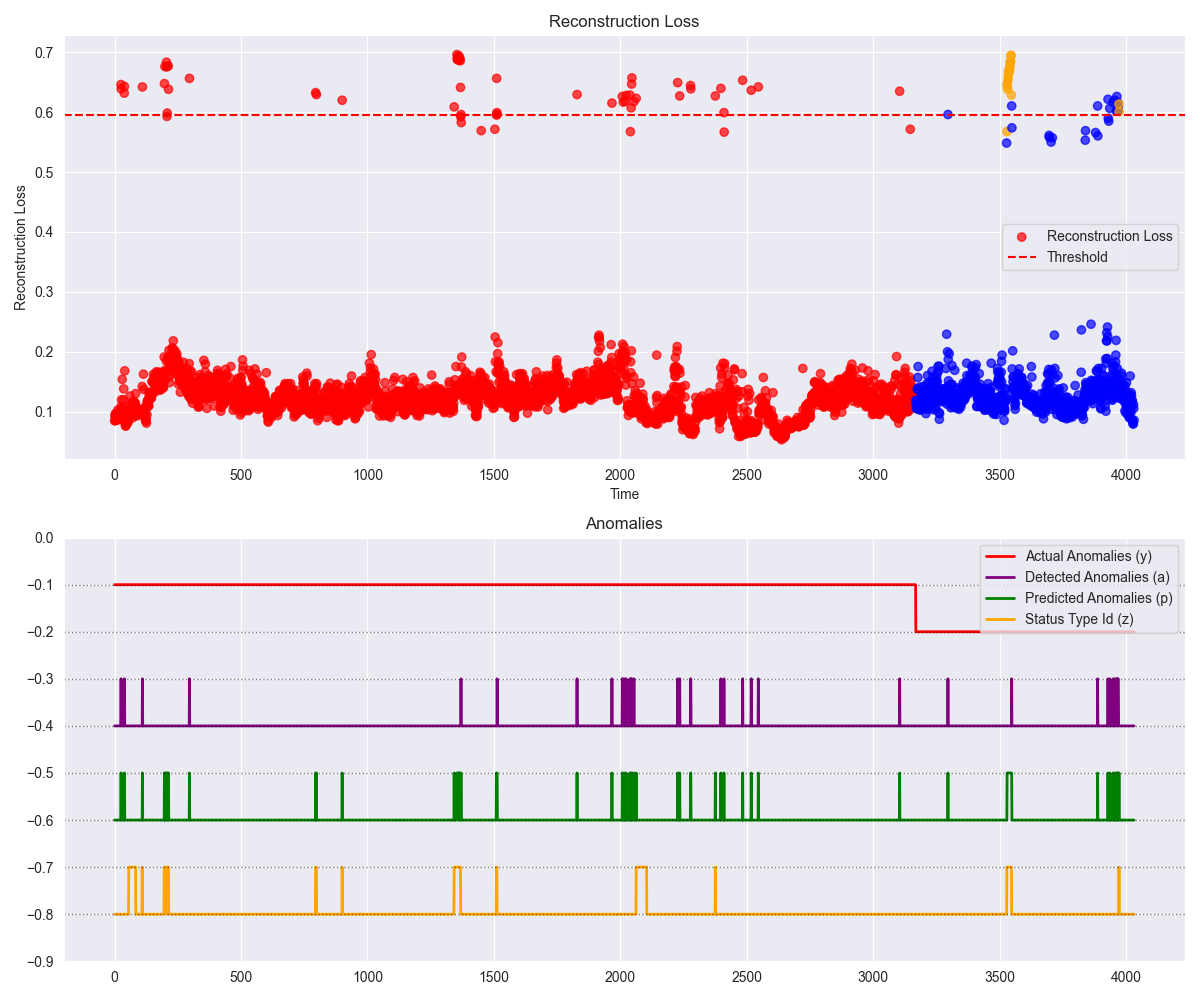 Reconstruction Loss
Reconstruction Loss
0.7
0.6
0.5
0.4
0.3
0.2
0.1
Reconstruction Loss
Threshold
0 500 1000 1500 2000 2500 3000 3500 4000
Time
Anomalies
0.0
−0.1
−0.2
−0.3
−0.4
−0.5
−0.6
−0.7
−0.8
−0.9
Actual Anomalies (y)
Detected Anomalies (a)
Predicted Anomalies (p)
Status Type Id (z)
0 500 1000 1500 2000 2500 3000 3500 4000